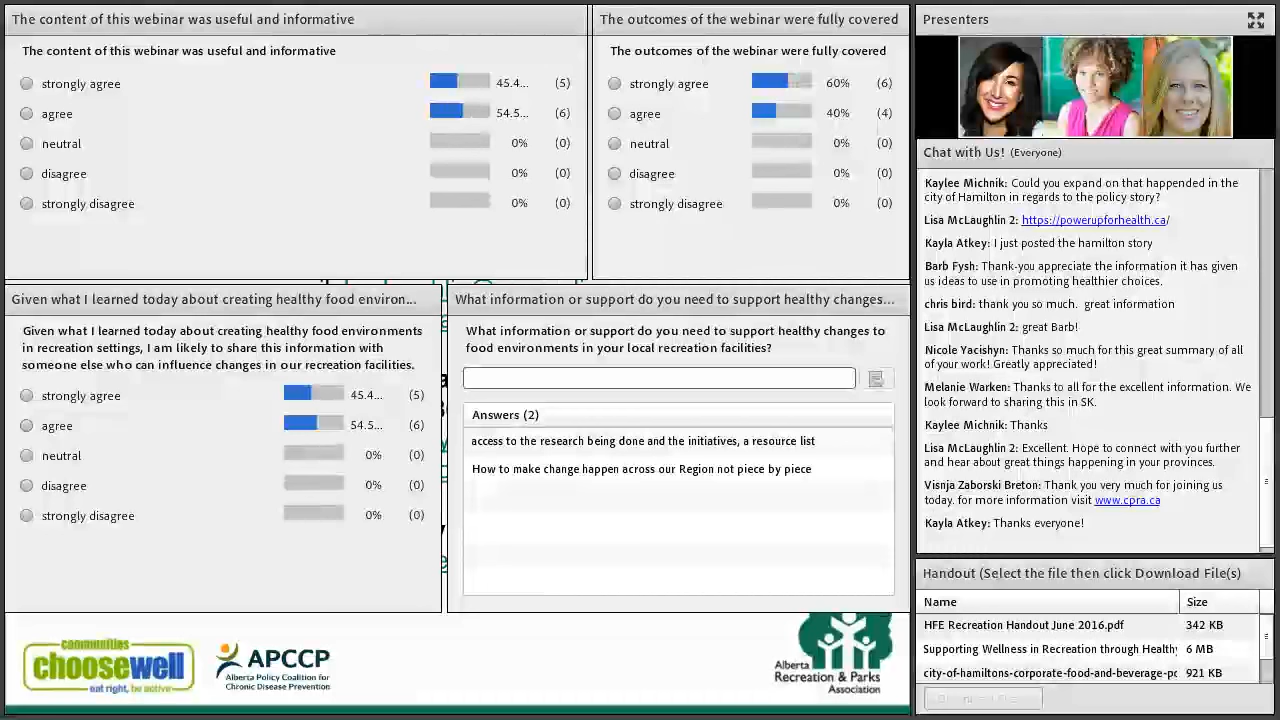 The content of this webinar was useful and informative
The content of this webinar was useful and informative
strongly agree 45.4... (5)
agree 54.5... (6)
neutral 0% (0)
disagree 0% (0)
strongly disagree 0% (0)
The outcomes of the webinar were fully covered
The outcomes of the webinar were fully covered
strongly agree 60% (6)
agree 40% (4)
neutral 0% (0)
disagree 0% (0)
strongly disagree 0% (0)
Given what I learned today about creating healthy food environ...
Given what I learned today about creating healthy food environments
in recreation settings, I am likely to share this information with
someone else who can influence changes in our recreation facilities.
strongly agree 45.4... (5)
agree 54.5... (6)
neutral 0% (0)
disagree 0% (0)
strongly disagree 0% (0)
What information or support do you need to support healthy changes...
What information or support do you need to support healthy changes to
food environments in your local recreation facilities?
Answers (2)
access to the research being done and the initiatives, a resource list
How to make change happen across our Region not piece by piece
communities
choosewell
eat right, be active
APCCP
Alberta Policy Coalition for
Chronic Disease Prevention
Alberta
Recreation & Parks
Association
Presenters
Chat with Us! (Everyone)
Kaylee Michnik: Could you expand on that happended in the
city of Hamilton in regards to the policy story?
Lisa McLaughlin 2: https://powerupforhealth.ca/
Kayla Atkey: I just posted the hamilton story
Barb Fysh: Thank-you appreciate the information it has given
us ideas to use in promoting healthier choices.
chris bird: thank you so much. great information
Lisa McLaughlin 2: great Barb!
Nicole Yacishyn: Thanks so much for this great summary of all
of your work! Greatly appreciated!
Melanie Warken: Thanks to all for the excellent information. We
look forward to sharing this in SK.
Kaylee Michnik: Thanks
Lisa McLaughlin 2: Excellent. Hope to connect with you further
and hear about great things happening in your provinces.
Visnja Zaborski Breton: Thank you very much for joining us
today. for more information visit www.cpra.ca
Kayla Atkey: Thanks everyone!
Handout (Select the file then click Download File(s)
Name Size
HFE Recreation Handout June 2016.pdf 342 KB
Supporting Wellness in Recreation through Healthy 6 MB
city-of-hamiltons-corporate-food-and-beverage-po 921 KB